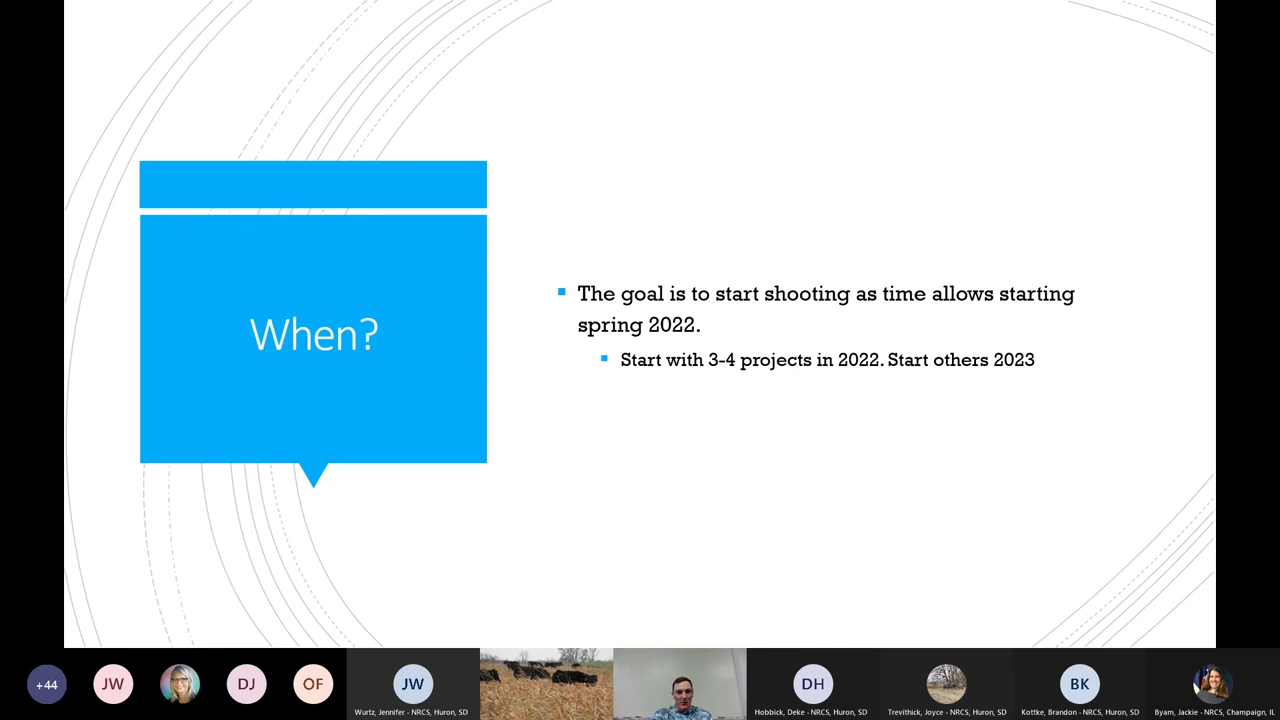 When?
The goal is to start shooting as time allows starting
spring 2022.
Start with 3-4 projects in 2022. Start others 2023
+44
JW
DJ
OF
JW
Wurtz, Jennifer - NRCS, Huron, SD
DH
Hobbick, Deke - NRCS, Huron, SD
Trevithick, Joyce - NRCS, Huron, SD
BK
Kottke, Brandon - NRCS, Huron, SD
Byam, Jackie - NRCS, Champaign, IL